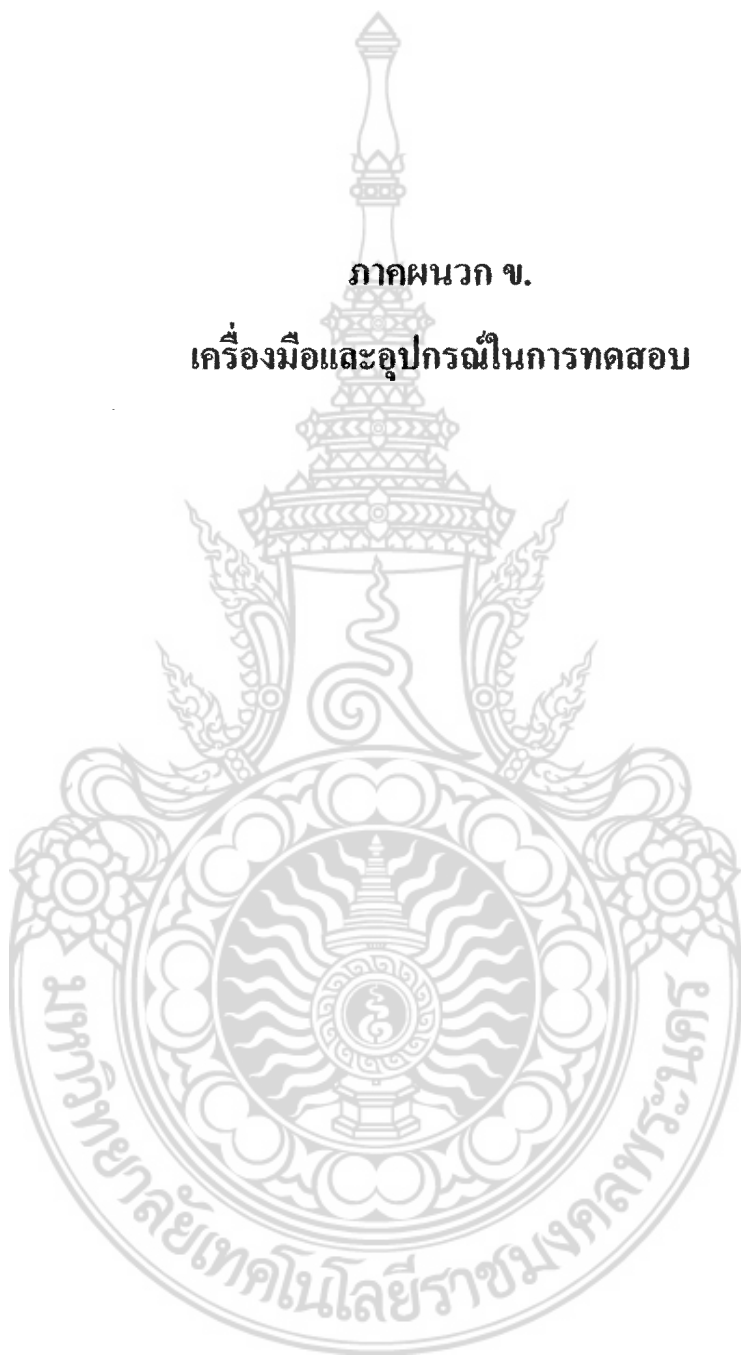 ภาคผนวก ข.
เครื่องมือและอุปกรณ์ในการทดสอบ
มหาวิทยาลัยเทคโนโลยีราชมงคลพระนคร